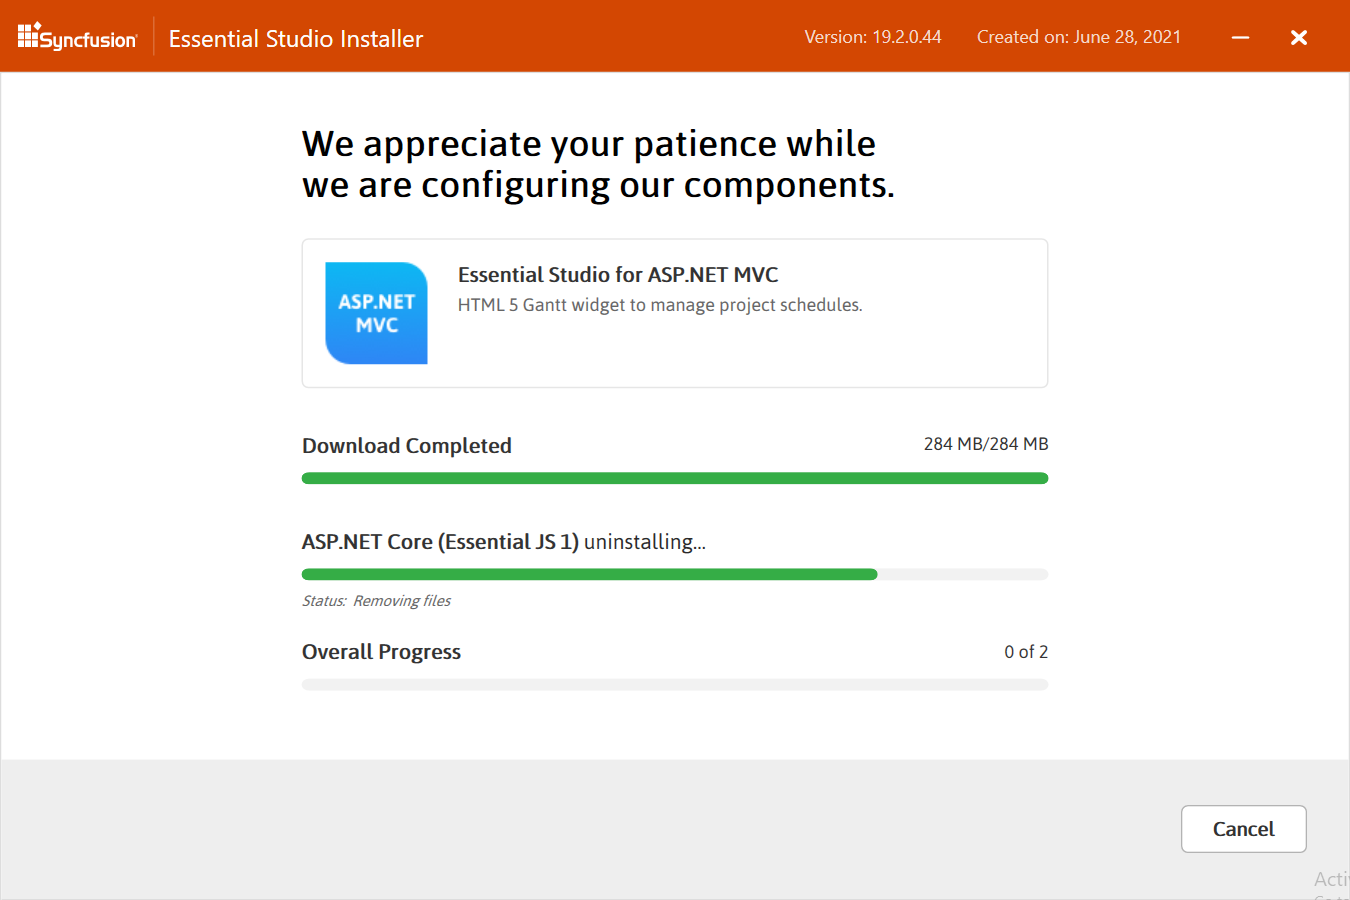 Syncfusion
Essential Studio Installer
Version: 19.2.0.44
Created on: June 28, 2021
We appreciate your patience while
we are configuring our components.
ASP.NET
MVC
Essential Studio for ASP.NET MVC
HTML 5 Gantt widget to manage project schedules.
Download Completed
284 MB/284 MB
ASP.NET Core (Essential JS 1) uninstalling...
Status: Removing files
Overall Progress
0 of 2
Cancel